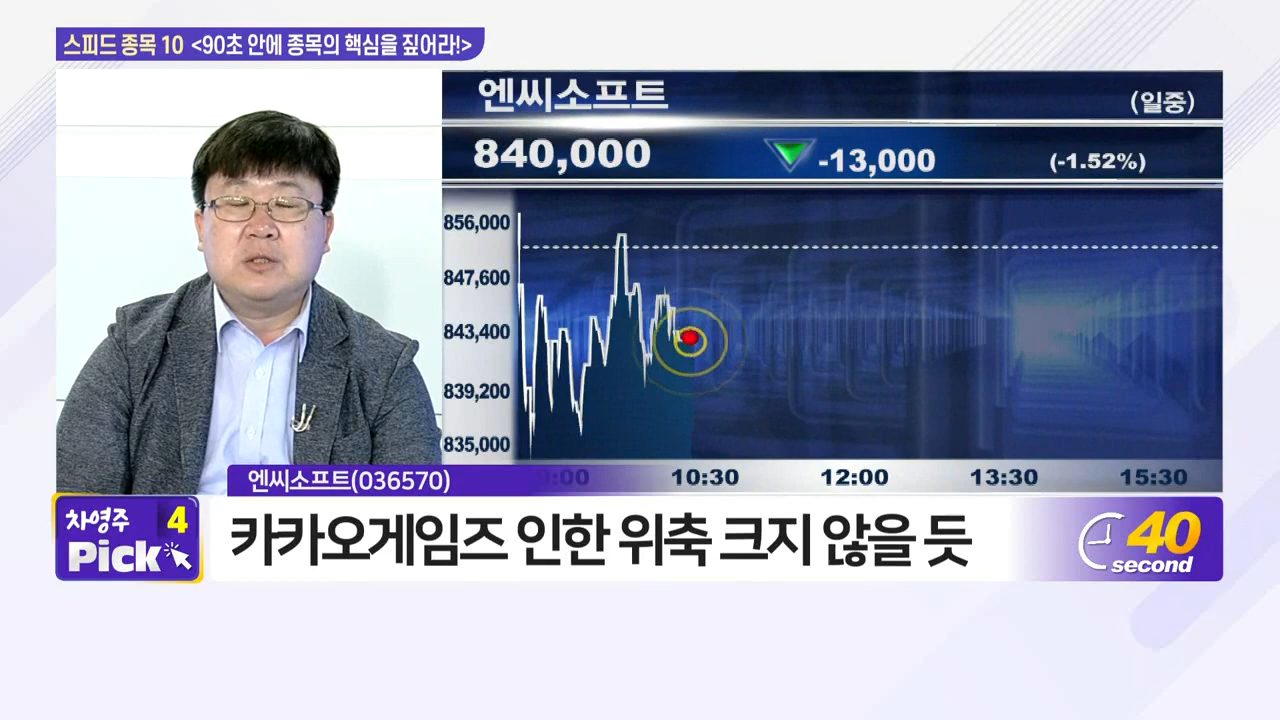 스피드 종목 10 <90초 안에 종목의 핵심을 짚어라!>
엔씨소프트
(일중)
840,000
-13,000
(-1.52%)
856,000
847,600
843,400
839,200
835,000
9:00 10:30 12:00 13:30 15:30
엔씨소프트(036570)
차영주 4
Pick
카카오게임즈 인한 위축 크지 않을 듯
40
second